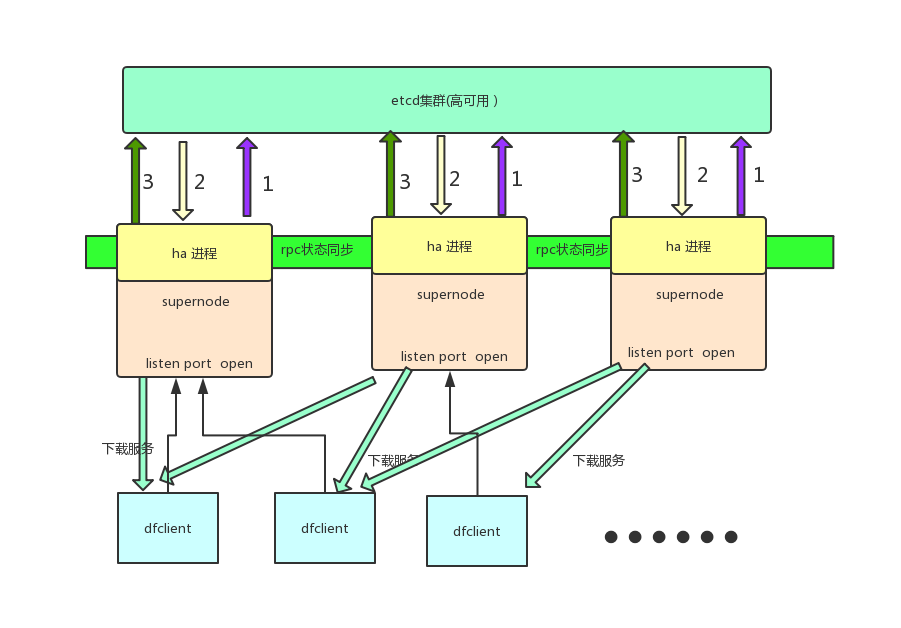 etcd集群(高可用 )
3
2
1
3
2
1
3
2
1
ha 进程
rpc状态同步
ha 进程
rpc状态同步
ha 进程
supernode
supernode
supernode
listen port  open
listen port  open
listen port  open
下载服务
下载服务
下载服务
dfclient
dfclient
dfclient